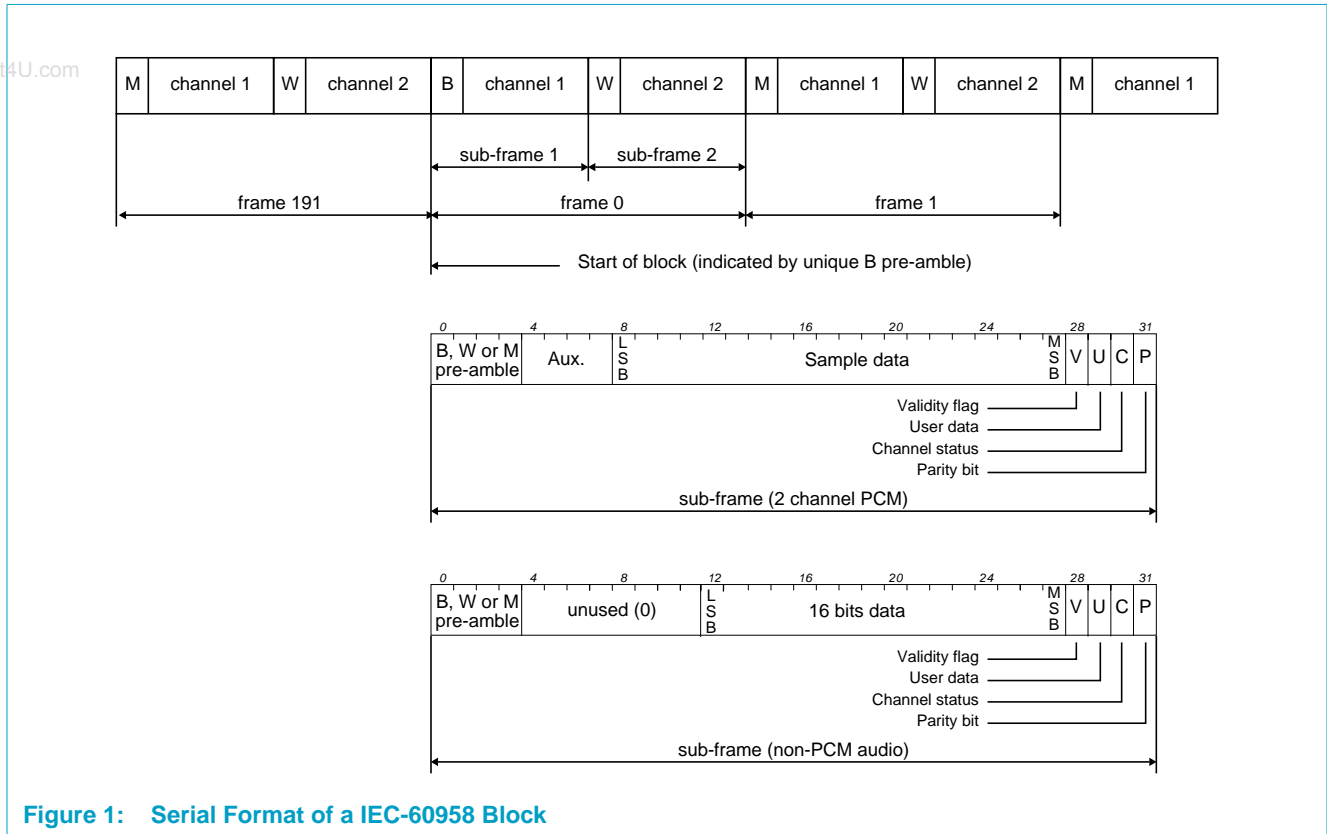 t4U.com
M channel 1 W channel 2 B channel 1 W channel 2 M channel 1 W channel 2 M channel 1
sub-frame 1 sub-frame 2
frame 191 frame 0 frame 1
Start of block (indicated by unique B pre-amble)
0 4 8 12 16 20 24 28 31
B, W or M pre-amble Aux. LSB Sample data MSB V U C P
Validity flag
User data
Channel status
Parity bit
sub-frame (2 channel PCM)
0 4 8 12 16 20 24 28 31
B, W or M pre-amble unused (0) LSB 16 bits data MSB V U C P
Validity flag
User data
Channel status
Parity bit
sub-frame (non-PCM audio)
Figure 1: Serial Format of a IEC-60958 Block